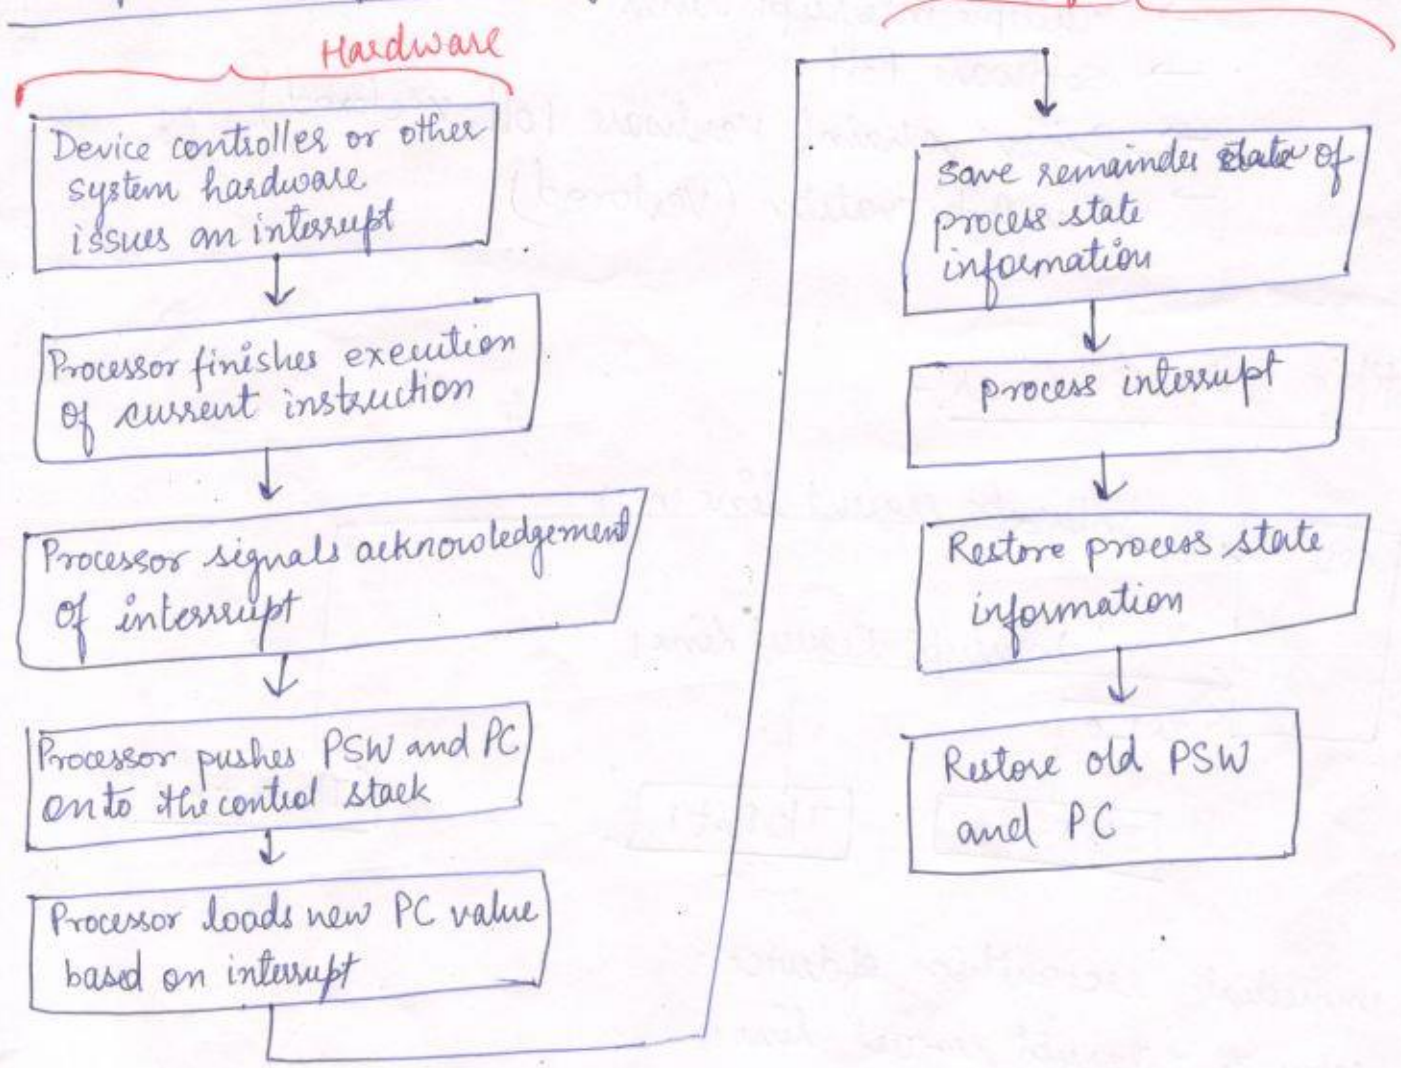 Hardware
Device controller or other
system hardware
issues an interrupt
Processor finishes execution
of current instruction
Processor signals acknowledgement
of interrupt
Processor pushes PSW and PC
onto the control stack
Processor loads new PC value
based on interrupt
Save remainder of
process state
information
process interrupt
Restore process state
information
Restore old PSW
and PC